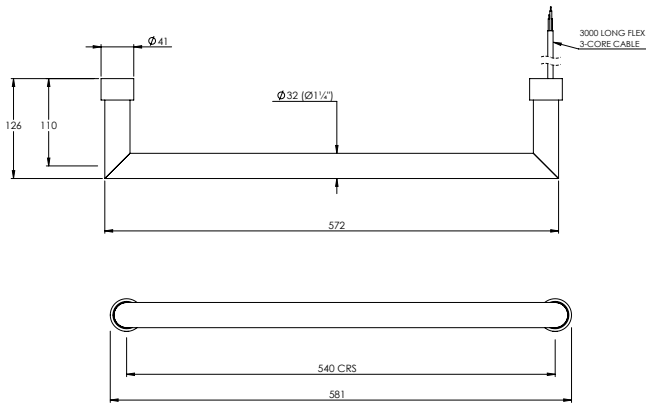 Ø41
3000 LONG FLEX
3-CORE CABLE
Ø32 (Ø1¼")
126
110
572
540 CRS
581